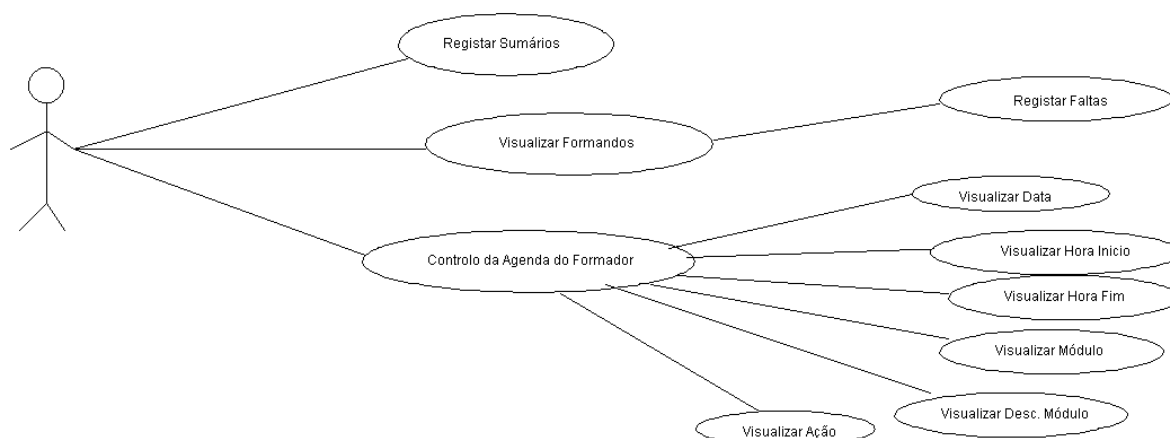 Registar Sumários
Registar Faltas
Visualizar Formandos
Visualizar Data
Visualizar Hora Inicio
Controlo da Agenda do Formador
Visualizar Hora Fim
Visualizar Módulo
Visualizar Desc. Módulo
Visualizar Ação